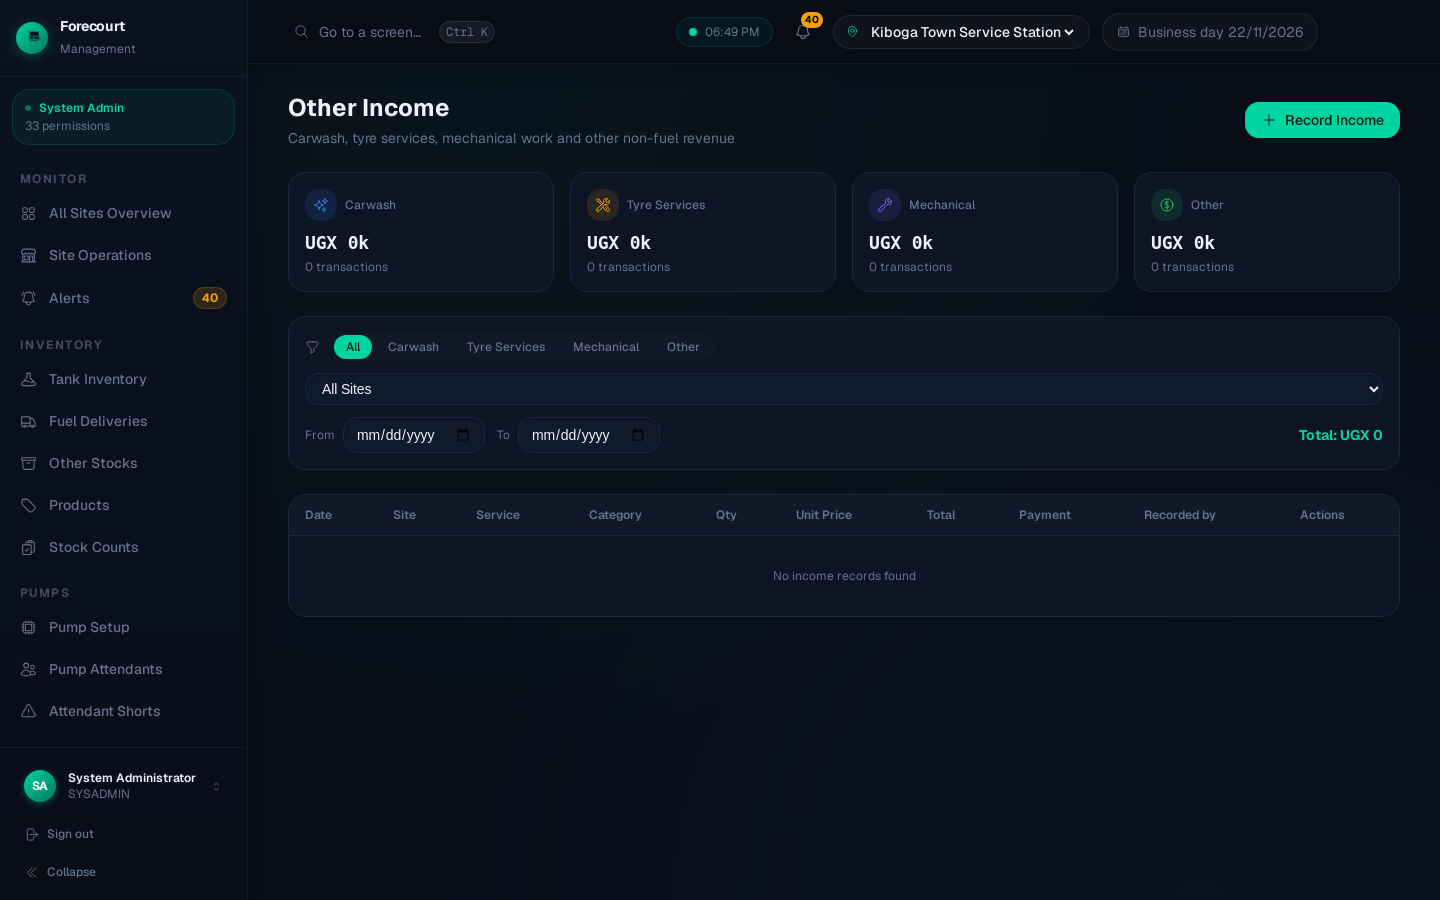 Forecourt
Management
System Admin
33 permissions
MONITOR
All Sites Overview
Site Operations
Alerts
40
INVENTORY
Tank Inventory
Fuel Deliveries
Other Stocks
Products
Stock Counts
PUMPS
Pump Setup
Pump Attendants
Attendant Shorts
SA
System Administrator
SYSADMIN
Sign out
Collapse
Go to a screen...
Ctrl K
06:49 PM
40
Kiboga Town Service Station
Business day 22/11/2026
Other Income
Carwash, tyre services, mechanical work and other non-fuel revenue
Record Income
Carwash
UGX 0k
0 transactions
Tyre Services
UGX 0k
0 transactions
Mechanical
UGX 0k
0 transactions
Other
UGX 0k
0 transactions
All Carwash Tyre Services Mechanical Other
All Sites
From mm/dd/yyyy To mm/dd/yyyy Total: UGX 0
Date Site Service Category Qty Unit Price Total Payment Recorded by Actions
No income records found